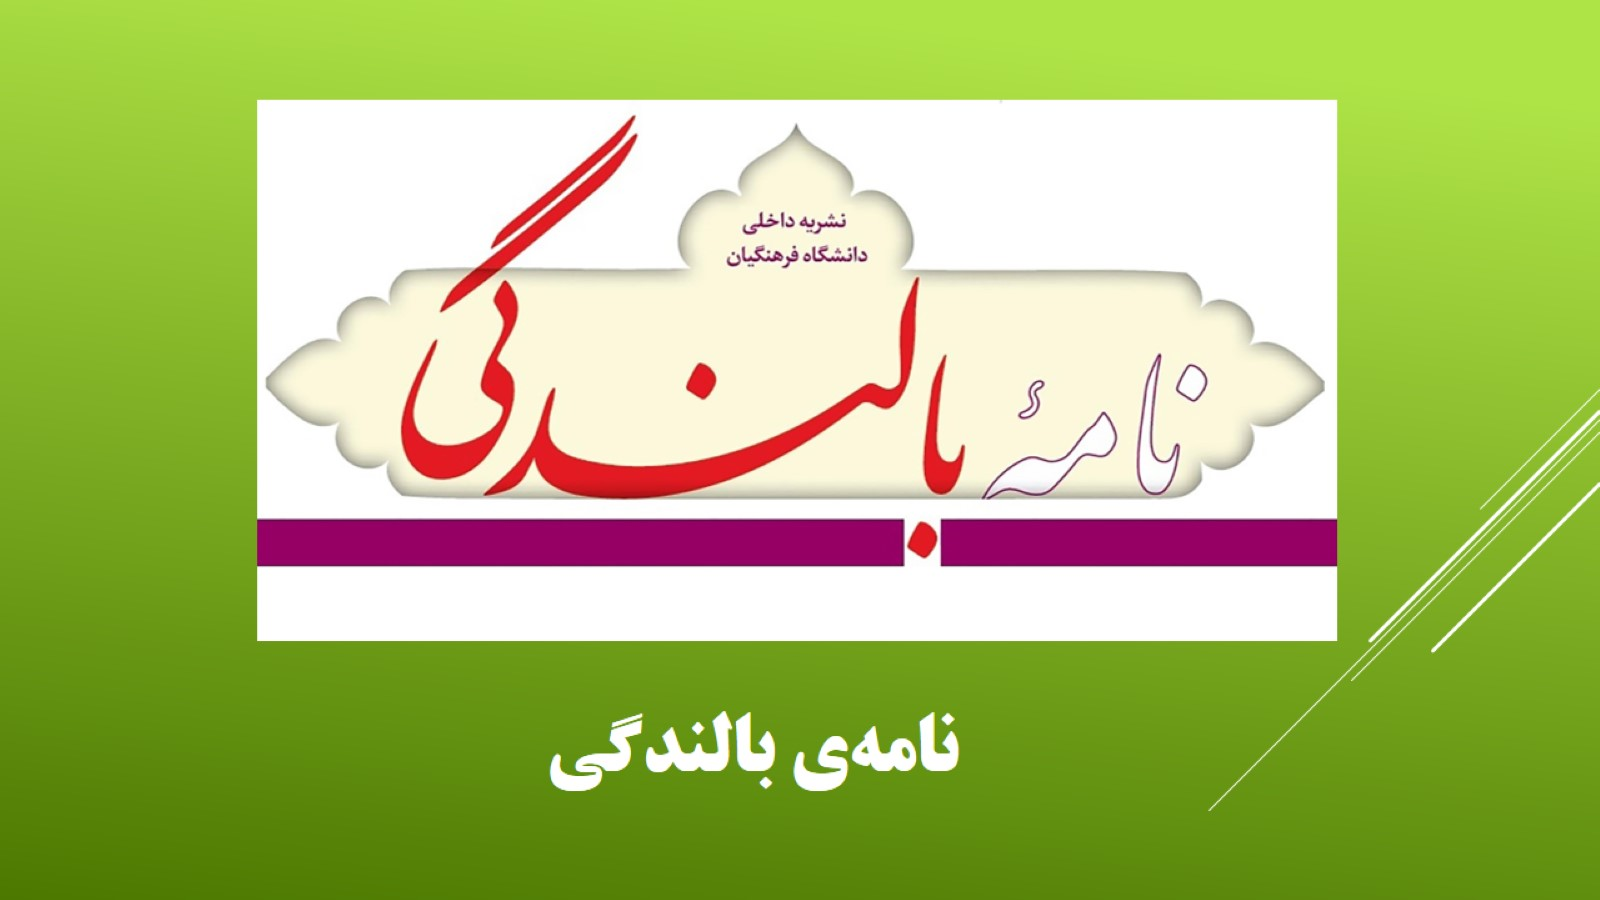 نشریه داخلی
دانشگاه فرهنگیان
نامهٔ بالندگی
نامه‌ی بالندگی